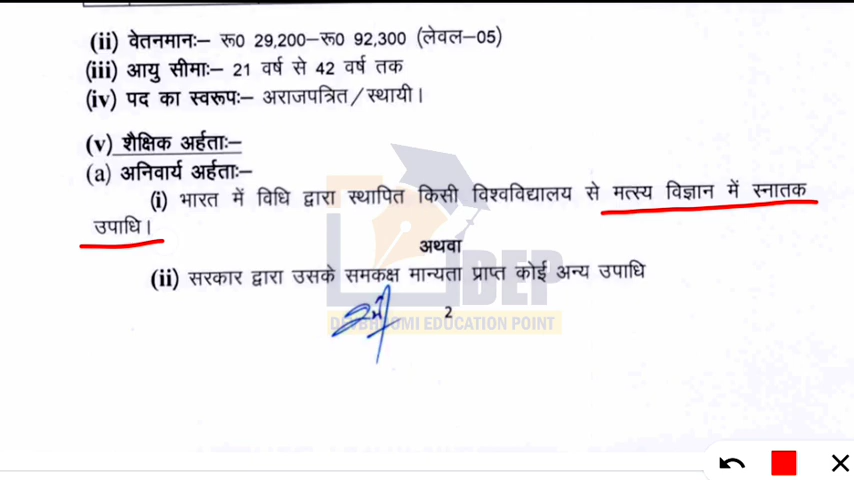 (ii) वेतनमानः– रू0 29,200–रू0 92,300 (लेवल–05)
(iii) आयु सीमाः– 21 वर्ष से 42 वर्ष तक
(iv) पद का स्वरूपः– अराजपत्रित/स्थायी।
(v) शैक्षिक अर्हताः–
(a) अनिवार्य अर्हताः–
(i) भारत में विधि द्वारा स्थापित किसी विश्वविद्यालय से मत्स्य विज्ञान में स्नातक
उपाधि।
अथवा
(ii) सरकार द्वारा उसके समकक्ष मान्यता प्राप्त कोई अन्य उपाधि
DEP
2
DEVBHOOMI EDUCATION POINT